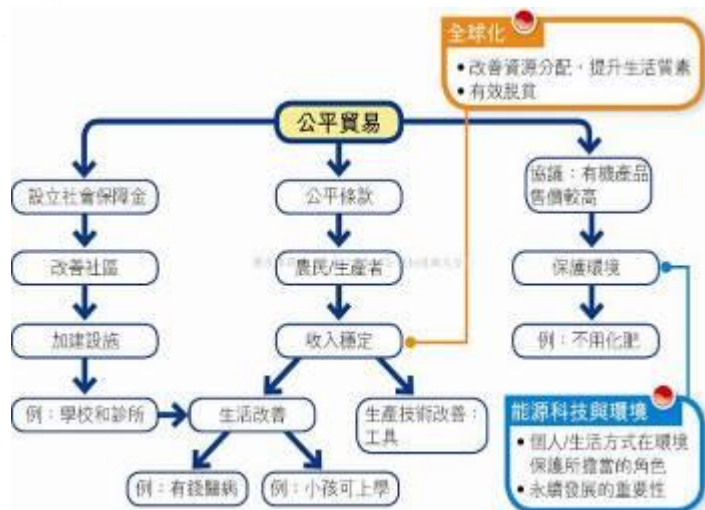 全球化
• 改善資源分配，提升生活質素
• 有效脫貧
公平貿易
設立社會保障金
公平條款
協議：有機產品
售價較高
改善社區
農民/生產者
保護環境
加建設施
收入穩定
例：不用化肥
例：學校和診所
生活改善
生產技術改善：
工具
例：有錢醫病
例：小孩可上學
能源科技與環境
• 個人/生活方式在環境
保護所擔當的角色
• 永續發展的重要性